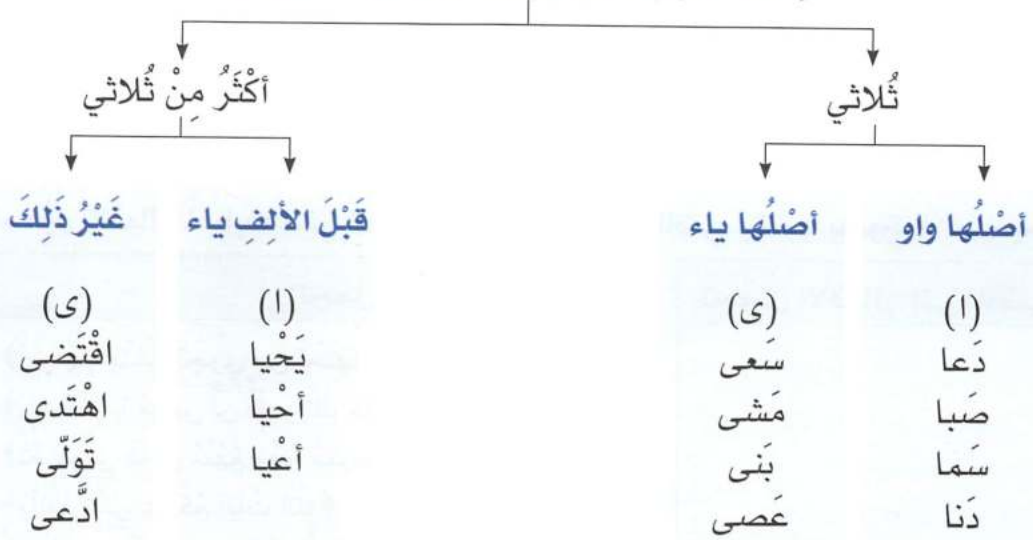 ثُلاثي أكْثَرُ مِنْ ثُلاثي
أصْلُها واو أصْلُها ياء قَبْلَ الألِفِ ياء غَيْرُ ذَلِكَ
(ا) (ى) (ا) (ى)
دَعا سَعى يَحْيا اقْتَضى
صَبا مَشى أحْيا اهْتَدى
سَما بَنى أعْيا تَوَلّى
دَنا عَصى ادَّعى